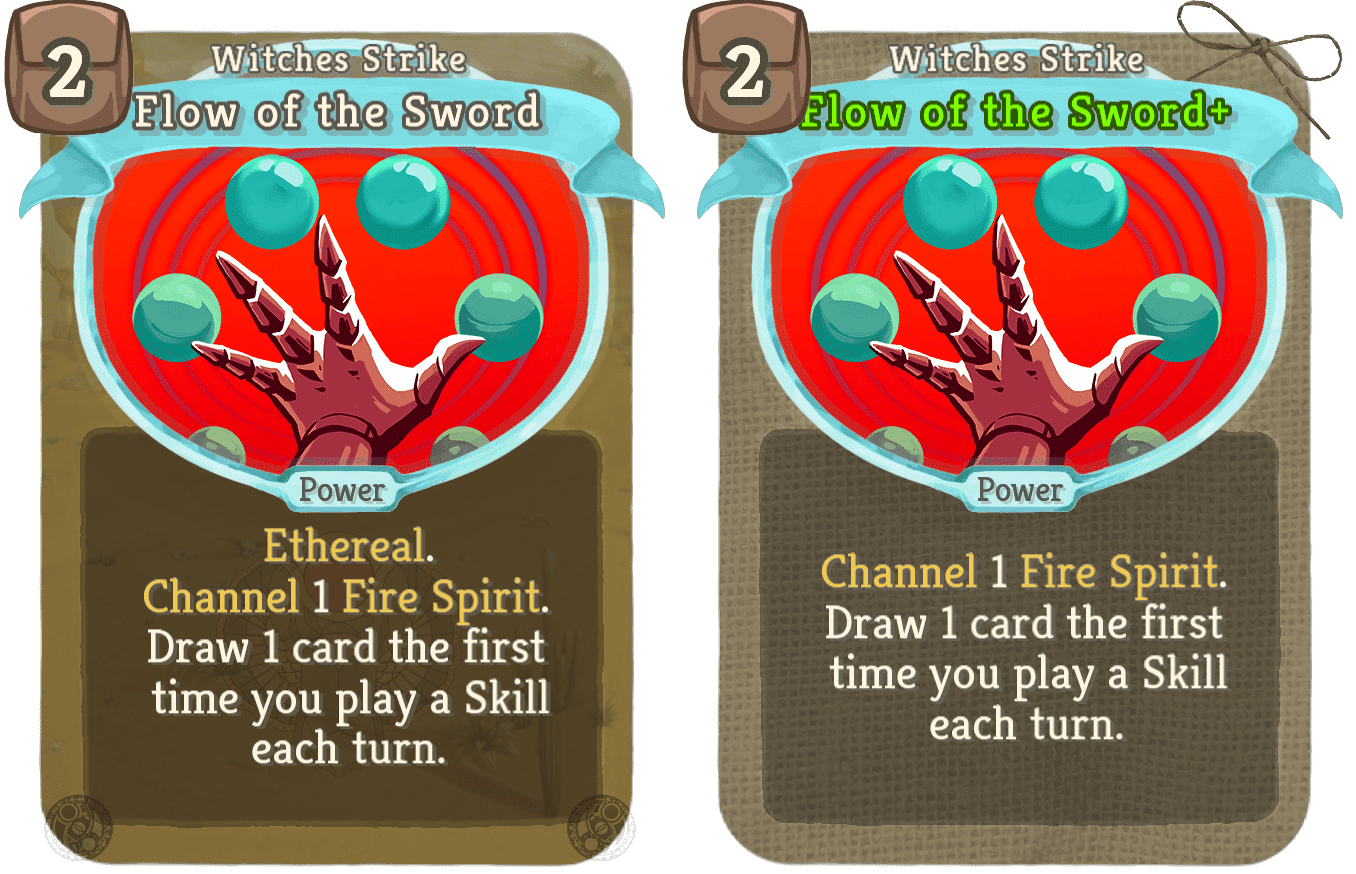 2
Witches Strike
Flow of the Sword
Power
Ethereal.
Channel 1 Fire Spirit.
Draw 1 card the first
time you play a Skill
each turn.
2
Witches Strike
Flow of the Sword+
Power
Channel 1 Fire Spirit.
Draw 1 card the first
time you play a Skill
each turn.